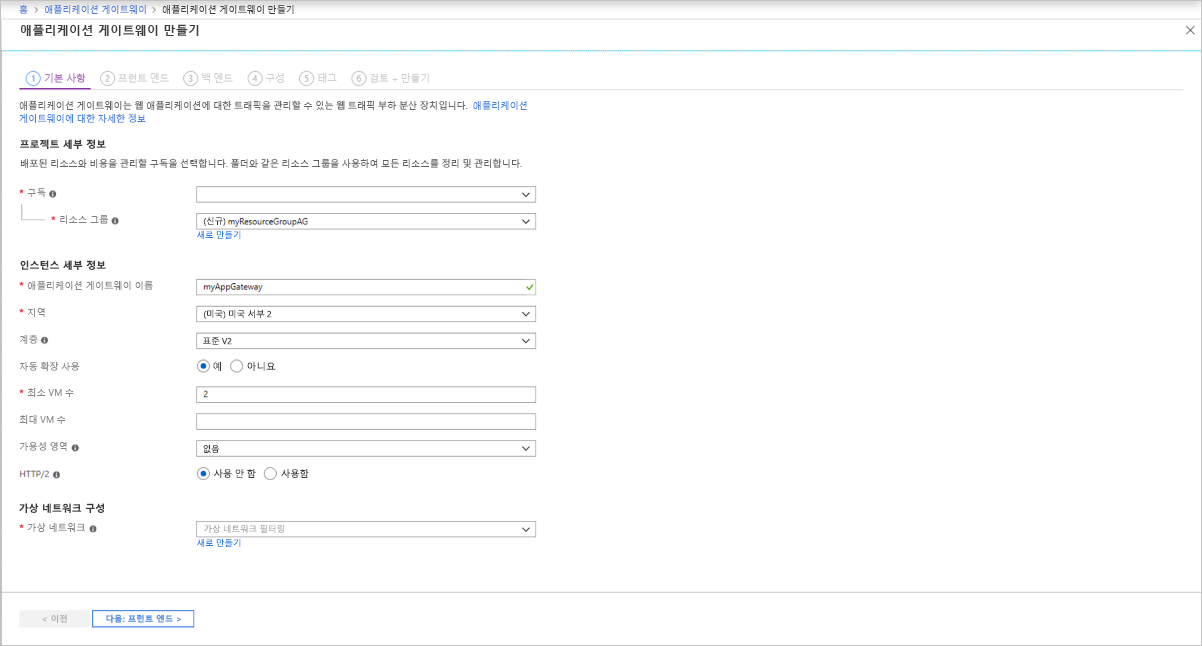 홈 > 애플리케이션 게이트웨이 > 애플리케이션 게이트웨이 만들기
애플리케이션 게이트웨이 만들기
1 기본 사항 2 프런트 엔드 3 백 엔드 4 구성 5 태그 6 검토 + 만들기
애플리케이션 게이트웨이는 웹 애플리케이션에 대한 트래픽을 관리할 수 있는 웹 트래픽 부하 분산 장치입니다. 애플리케이션
게이트웨이에 대한 자세한 정보
프로젝트 세부 정보
배포된 리소스와 비용을 관리할 구독을 선택합니다. 폴더와 같은 리소스 그룹을 사용하여 모든 리소스를 정리 및 관리합니다.
* 구독
* 리소스 그룹 (신규) myResourceGroupAG
새로 만들기
인스턴스 세부 정보
* 애플리케이션 게이트웨이 이름 myAppGateway
* 지역 (미국) 미국 서부 2
계층 표준 V2
자동 확장 사용 예 아니요
* 최소 VM 수 2
최대 VM 수
가용성 영역 없음
HTTP/2 사용 안 함 사용함
가상 네트워크 구성
* 가상 네트워크 가상 네트워크 필터링
새로 만들기
< 이전 다음: 프런트 엔드 >